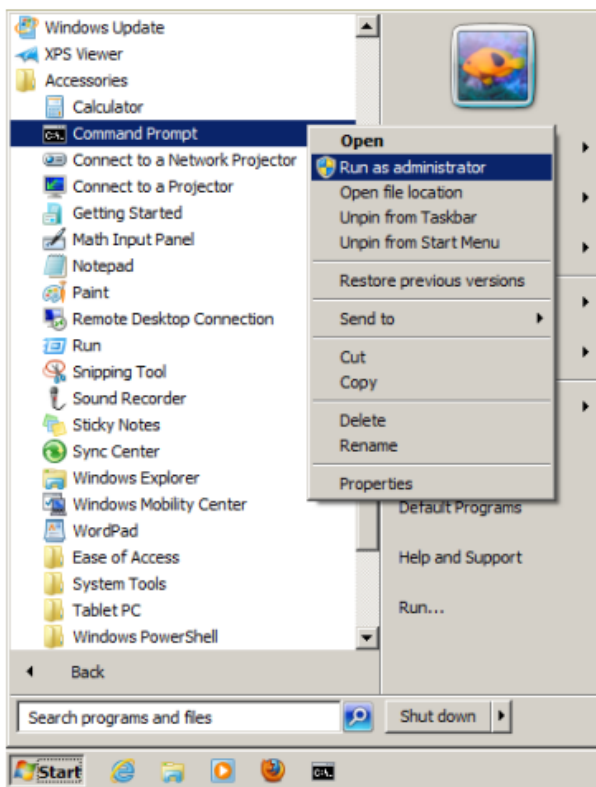 Windows Update
XPS Viewer
Accessories
Calculator
Command Prompt
Connect to a Network Projector
Connect to a Projector
Getting Started
Math Input Panel
Notepad
Paint
Remote Desktop Connection
Run
Snipping Tool
Sound Recorder
Sticky Notes
Sync Center
Windows Explorer
Windows Mobility Center
WordPad
Ease of Access
System Tools
Tablet PC
Windows PowerShell
Back
Search programs and files
Open
Run as administrator
Open file location
Unpin from Taskbar
Unpin from Start Menu
Restore previous versions
Send to
Cut
Copy
Delete
Rename
Properties
Default Programs
Help and Support
Run...
Shut down
Start